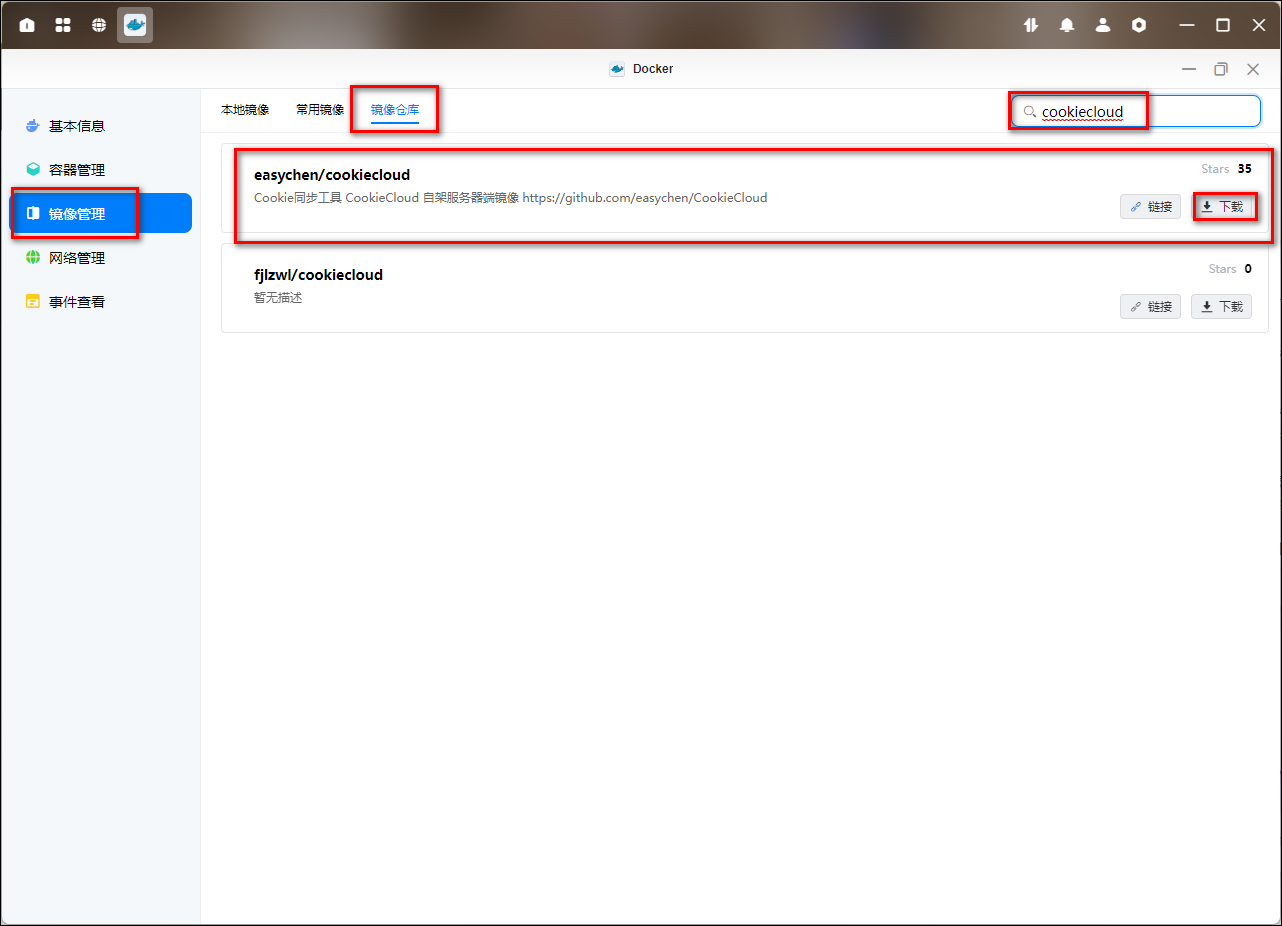 Docker
基本信息
容器管理
镜像管理
网络管理
事件查看
本地镜像 常用镜像 镜像仓库
cookiecloud
easychen/cookiecloud
Stars 35
Cookie同步工具 CookieCloud 自架服务器端镜像 https://github.com/easychen/CookieCloud
链接 下载
fjlzwl/cookiecloud
Stars 0
暂无描述
链接 下载